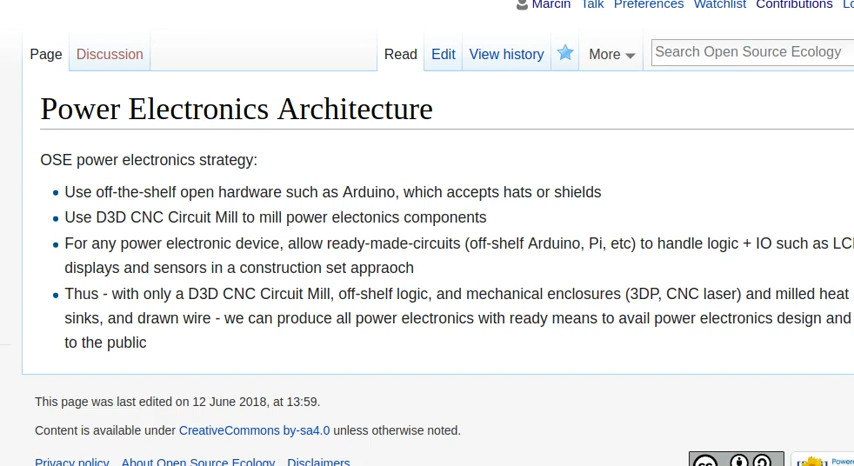 Marcin Talk Preferences Watchlist Contributions
Page Discussion Read Edit View history More Search Open Source Ecology
Power Electronics Architecture
OSE power electronics strategy:
Use off-the-shelf open hardware such as Arduino, which accepts hats or shields
Use D3D CNC Circuit Mill to mill power electonics components
For any power electronic device, allow ready-made-circuits (off-shelf Arduino, Pi, etc) to handle logic + IO such as
displays and sensors in a construction set appraoch
Thus - with only a D3D CNC Circuit Mill, off-shelf logic, and mechanical enclosures (3DP, CNC laser) and milled heat
sinks, and drawn wire - we can produce all power electronics with ready means to avail power electronics design and
to the public
This page was last edited on 12 June 2018, at 13:59.
Content is available under CreativeCommons by-sa4.0 unless otherwise noted.
Privacy policy About Open Source Ecology Disclaimers